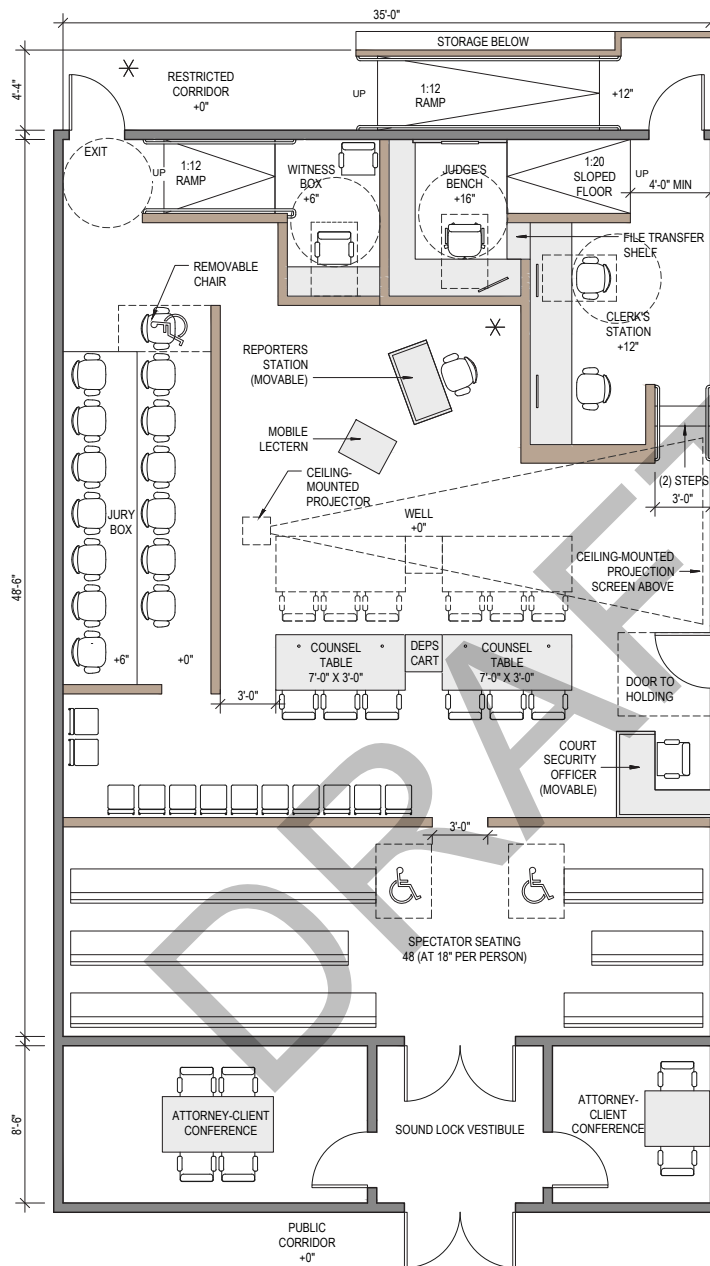 35'-0"
STORAGE BELOW
4'-4"
RESTRICTED
CORRIDOR
+0"
UP
1:12
RAMP
+12"
EXIT
UP
1:12
RAMP
WITNESS
BOX
+6"
JUDGE'S
BENCH
+16"
1:20
SLOPED
FLOOR
UP
4'-0" MIN
FILE TRANSFER
SHELF
REMOVABLE
CHAIR
CLERK'S
STATION
+12"
REPORTERS
STATION
(MOVABLE)
MOBILE
LECTERN
CEILING-
MOUNTED
PROJECTOR
(2) STEPS
3'-0"
WELL
+0"
JURY
BOX
CEILING-MOUNTED
PROJECTION
SCREEN ABOVE
48'-6"
COUNSEL
TABLE
7'-0" X 3'-0"
DEPS
CART
COUNSEL
TABLE
7'-0" X 3'-0"
+6"
+0"
DOOR TO
HOLDING
3'-0"
COURT
SECURITY
OFFICER
(MOVABLE)
3'-0"
SPECTATOR SEATING
48 (AT 18" PER PERSON)
DRAFT
8'-6"
ATTORNEY-CLIENT
CONFERENCE
SOUND LOCK VESTIBULE
ATTORNEY-
CLIENT
CONFERENCE
PUBLIC
CORRIDOR
+0"